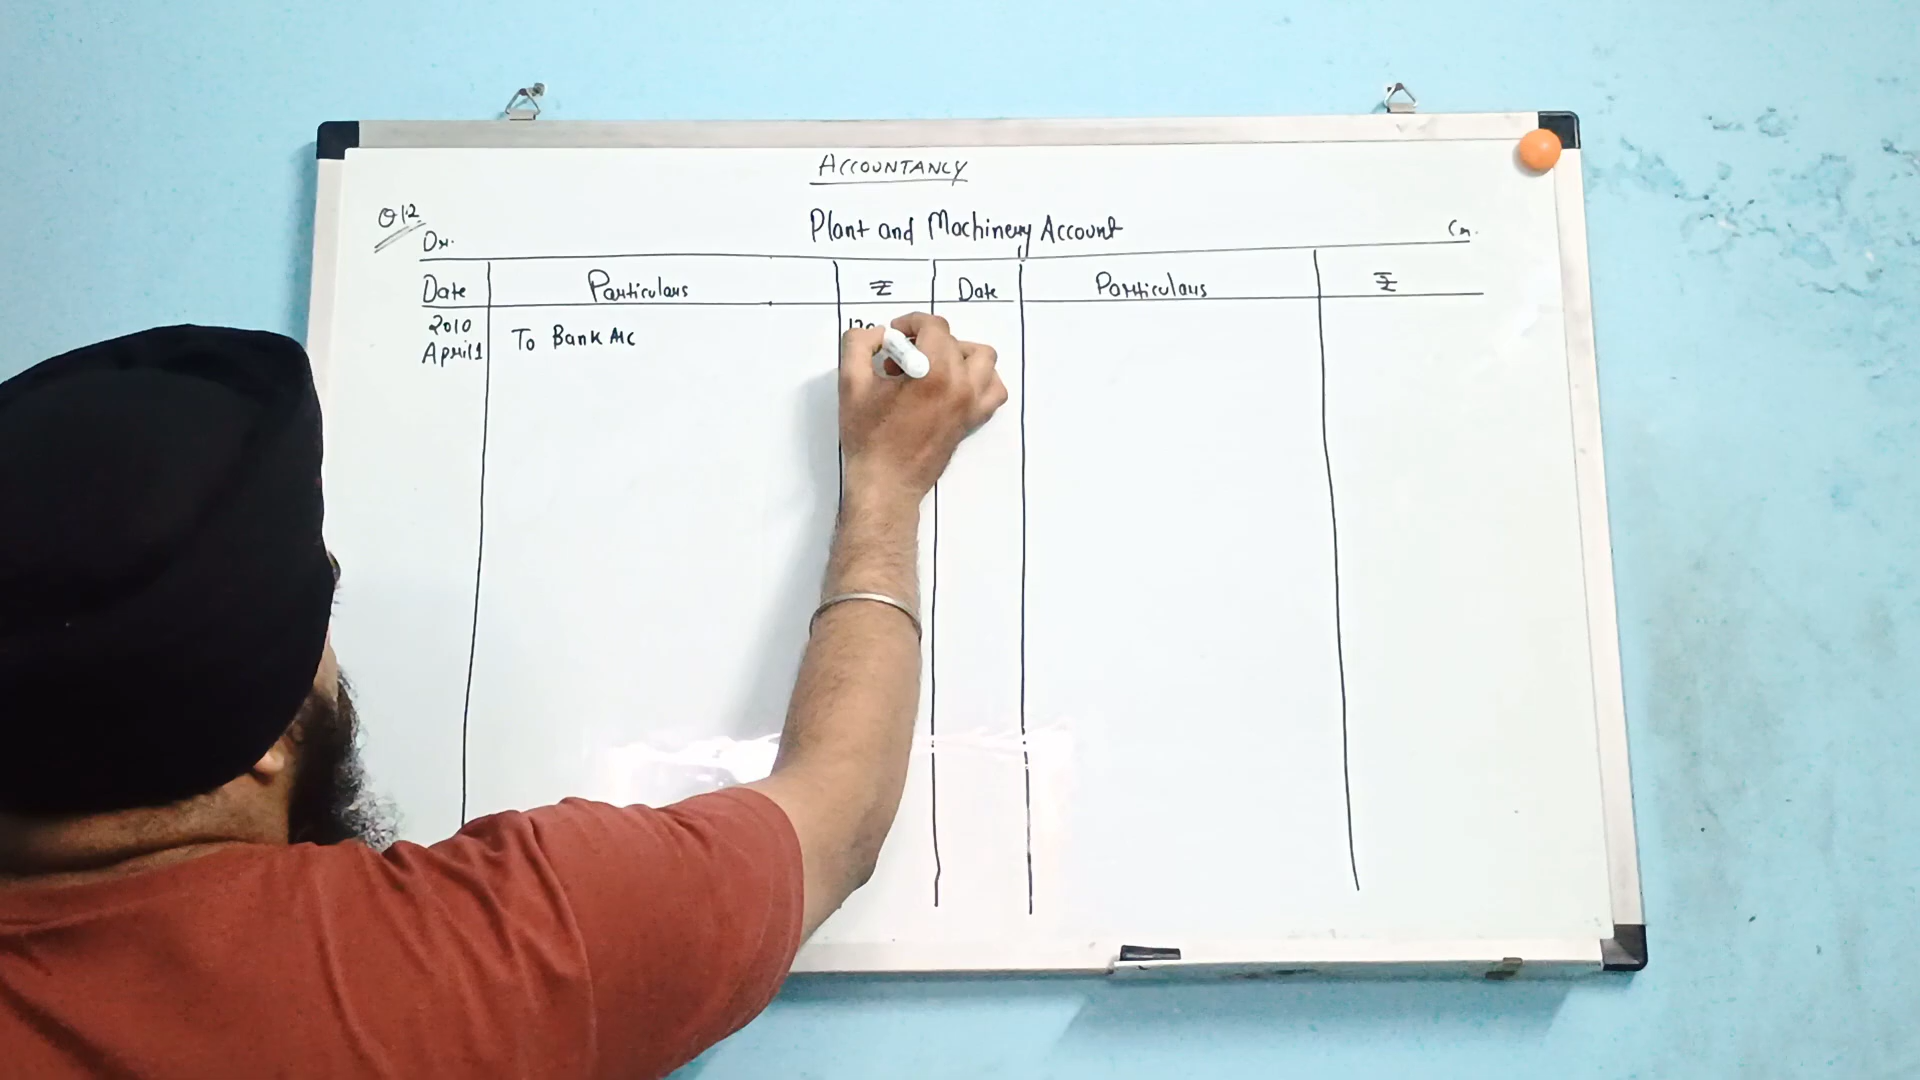 ACCOUNTANCY
Q12
Plant and Machinery Account
Dr.
Cr.
Date Particulars ₹ Date Particulars ₹
2010
April 1 To Bank A/c